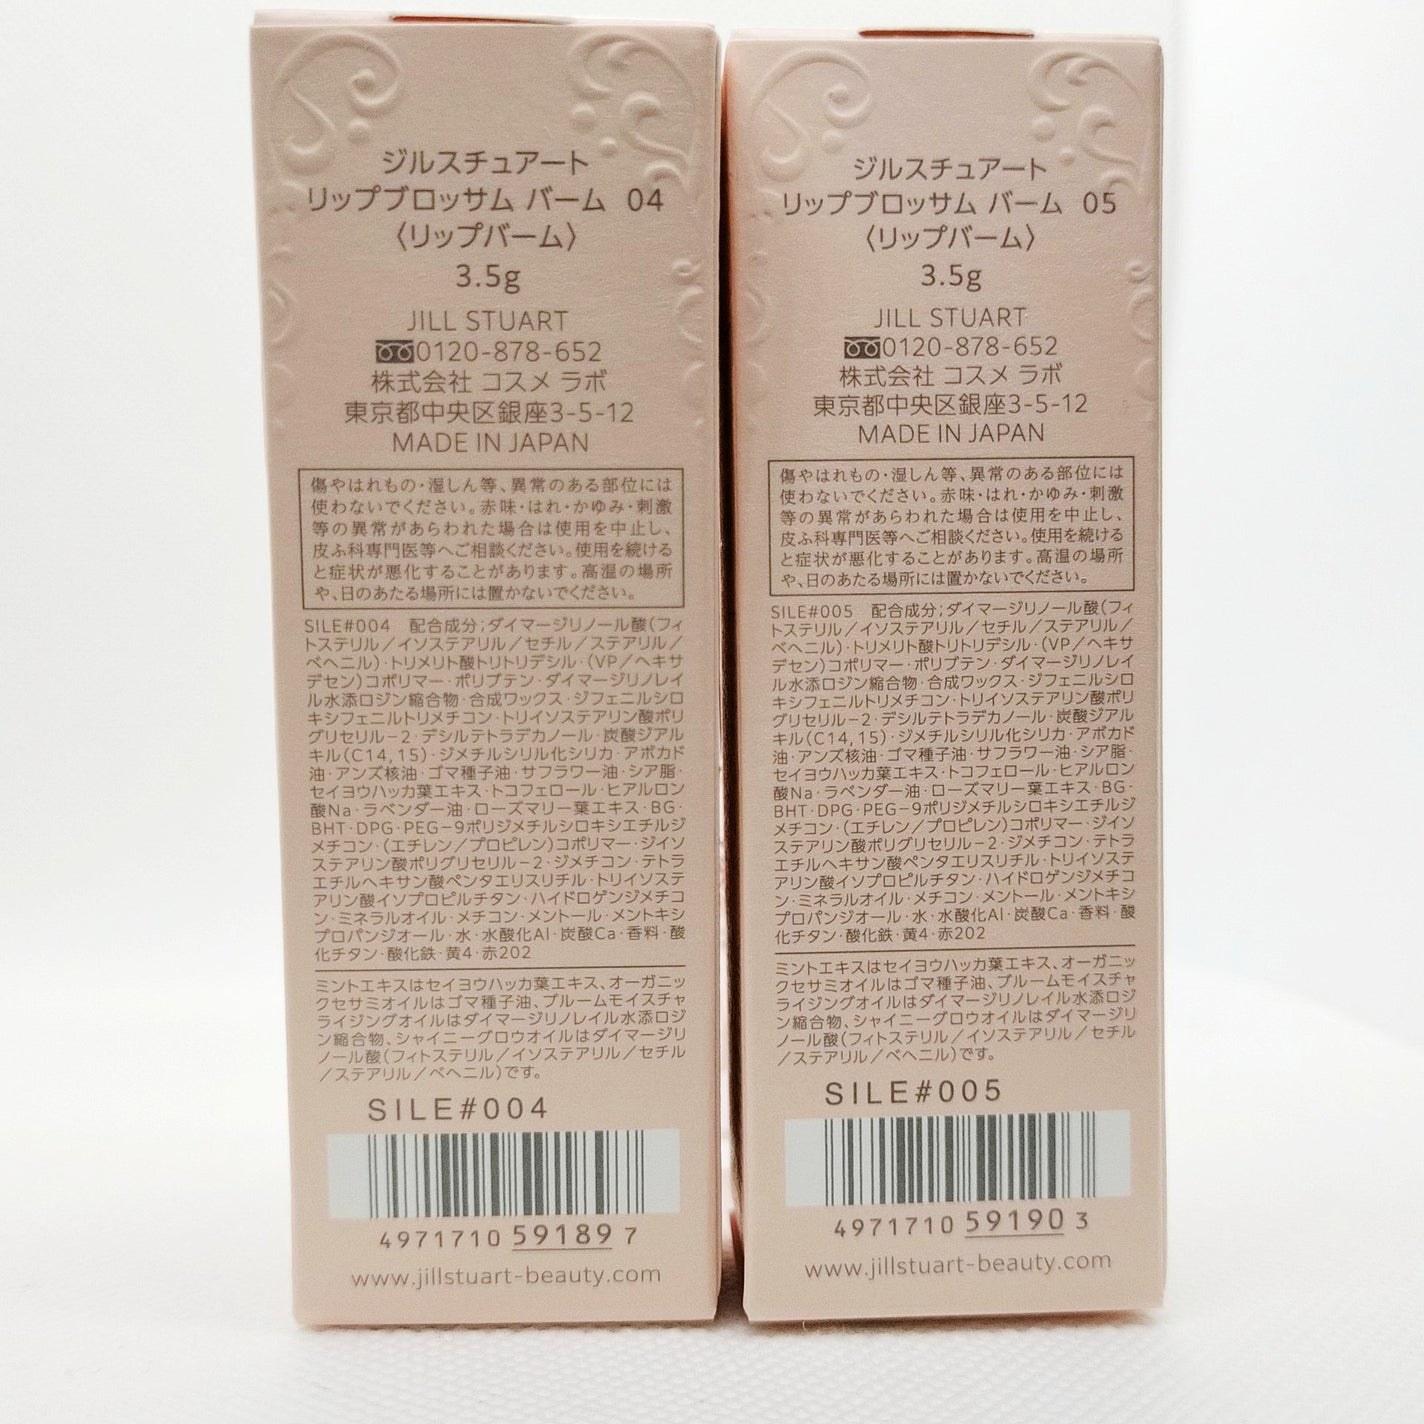 ジルスチュアート
リップブロッサム バーム 04
〈リップバーム〉
3.5g
JILL STUART
0120-878-652
株式会社 コスメ ラボ
東京都中央区銀座3-5-12
MADE IN JAPAN
傷やはれもの・湿しん等、異常のある部位には
使わないでください。赤味・はれ・かゆみ・刺激
等の異常があらわれた場合は使用を中止し、
皮ふ科専門医等へご相談ください。使用を続ける
と症状が悪化することがあります。高温の場所
や、日のあたる場所には置かないでください。
SILE#004 配合成分;ダイマージリノール酸(フィ
トステリル/イソステアリル/セチル/ステアリル/
ベヘニル)・トリメリト酸トリトリデシル・(VP/ヘキサ
デセン)コポリマー・ポリブテン・ダイマージリノレイ
ル水添ロジン縮合物・合成ワックス・ジフェニルシロ
キシフェニルトリメチコン・トリイソステアリン酸ポリ
グリセリル-2・デシルテトラデカノール・炭酸ジアル
キル(C14,15)・ジメチルシリル化シリカ・アボカド
油・アンズ核油・ゴマ種子油・サフラワー油・シア脂・
セイヨウハッカ葉エキス・トコフェロール・ヒアルロン
酸Na・ラベンダー油・ローズマリー葉エキス・BG・
BHT・DPG・PEG-9ポリジメチルシロキシエチルジ
メチコン・(エチレン/プロピレン)コポリマー・ジイソ
ステアリン酸ポリグリセリル-2・ジメチコン・テトラ
エチルヘキサン酸ペンタエリスリチル・トリイソステ
アリン酸イソプロピルチタン・ハイドロゲンジメチコ
ン・ミネラルオイル・メチコン・メントール・メントキシ
プロパンジオール・水・水酸化Al・炭酸Ca・香料・酸
化チタン・酸化鉄・黄4・赤202
ミントエキスはセイヨウハッカ葉エキス、オーガニッ
クセサミオイルはゴマ種子油、ブルームモイスチャ
ライジングオイルはダイマージリノレイル水添ロジ
ン縮合物、シャイニーグロウオイルはダイマージリ
ノール酸(フィトステリル/イソステアリル/セチル
/ステアリル/ベヘニル)です。
SILE#004
4971710 59189 7
www.jillstuart-beauty.com
ジルスチュアート
リップブロッサム バーム 05
〈リップバーム〉
3.5g
JILL STUART
0120-878-652
株式会社 コスメ ラボ
東京都中央区銀座3-5-12
MADE IN JAPAN
傷やはれもの・湿しん等、異常のある部位には
使わないでください。赤味・はれ・かゆみ・刺激
等の異常があらわれた場合は使用を中止し、
皮ふ科専門医等へご相談ください。使用を続ける
と症状が悪化することがあります。高温の場所
や、日のあたる場所には置かないでください。
SILE#005 配合成分;ダイマージリノール酸(フィ
トステリル/イソステアリル/セチル/ステアリル/
ベヘニル)・トリメリト酸トリトリデシル・(VP/ヘキサ
デセン)コポリマー・ポリブテン・ダイマージリノレイ
ル水添ロジン縮合物・合成ワックス・ジフェニルシロ
キシフェニルトリメチコン・トリイソステアリン酸ポリ
グリセリル-2・デシルテトラデカノール・炭酸ジアル
キル(C14,15)・ジメチルシリル化シリカ・アボカド
油・アンズ核油・ゴマ種子油・サフラワー油・シア脂・
セイヨウハッカ葉エキス・トコフェロール・ヒアルロン
酸Na・ラベンダー油・ローズマリー葉エキス・BG・
BHT・DPG・PEG-9ポリジメチルシロキシエチルジ
メチコン・(エチレン/プロピレン)コポリマー・ジイソ
ステアリン酸ポリグリセリル-2・ジメチコン・テトラ
エチルヘキサン酸ペンタエリスリチル・トリイソステ
アリン酸イソプロピルチタン・ハイドロゲンジメチコ
ン・ミネラルオイル・メチコン・メントール・メントキシ
プロパンジオール・水・水酸化Al・炭酸Ca・香料・酸
化チタン・酸化鉄・黄4・赤202
ミントエキスはセイヨウハッカ葉エキス、オーガニッ
クセサミオイルはゴマ種子油、ブルームモイスチャ
ライジングオイルはダイマージリノレイル水添ロジ
ン縮合物、シャイニーグロウオイルはダイマージリ
ノール酸(フィトステリル/イソステアリル/セチル
/ステアリル/ベヘニル)です。
SILE#005
4971710 59190 3
www.jillstuart-beauty.com